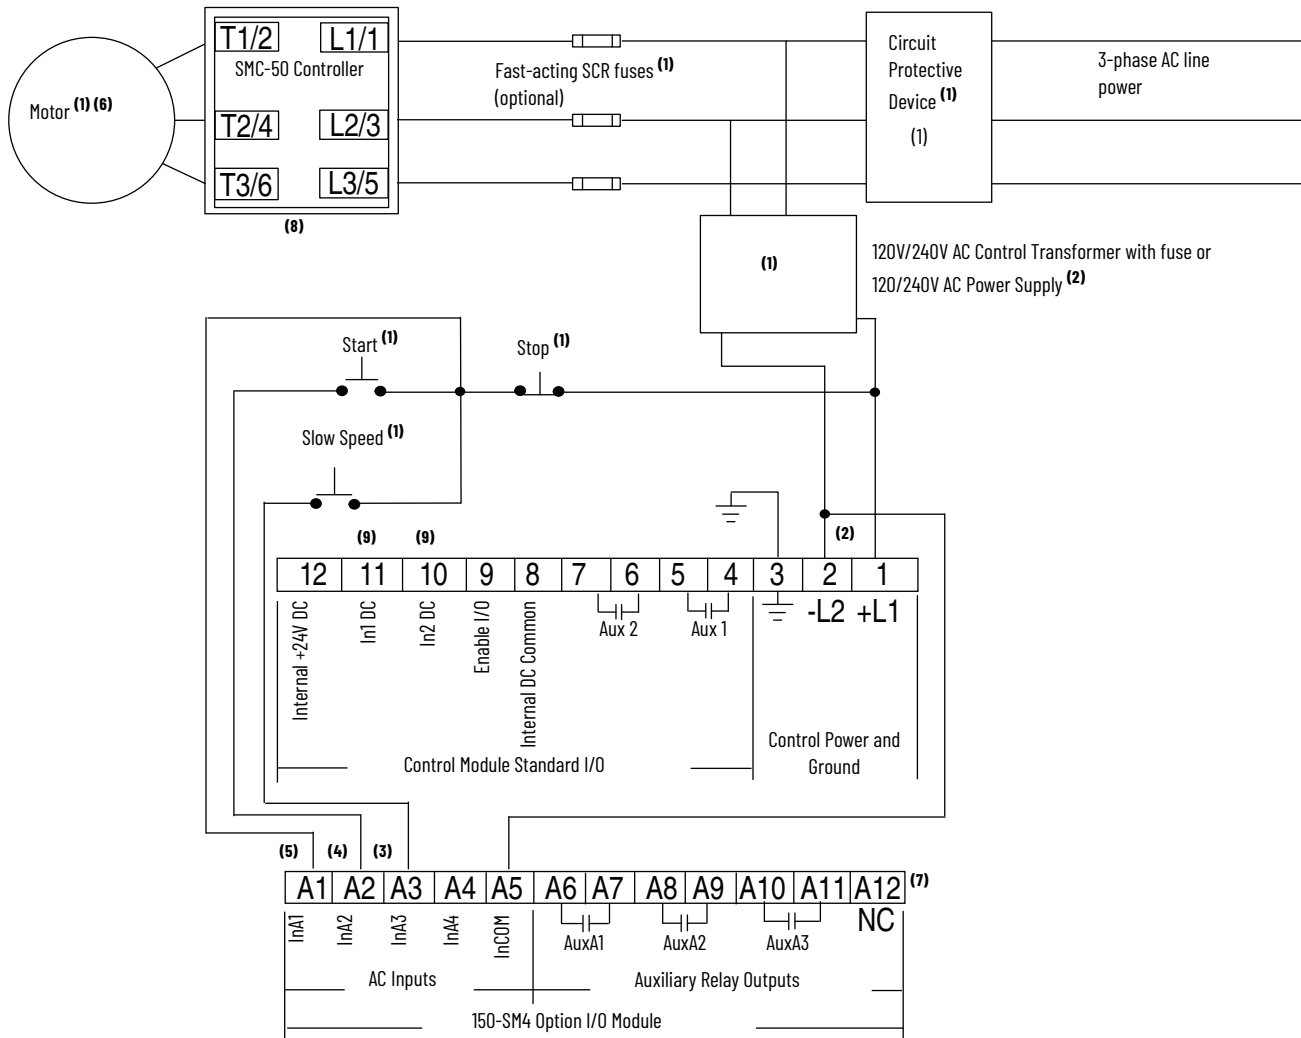 T1/2
L1/1
SMC-50 Controller
Motor (1) (6)
T2/4
L2/3
T3/6
L3/5
(8)
Fast-acting SCR fuses (1)
(optional)
Circuit
Protective
Device (1)
(1)
3-phase AC line
power
(1)
120V/240V AC Control Transformer with fuse or
120/240V AC Power Supply (2)
Start (1)
Stop (1)
Slow Speed (1)
(9)
(9)
(2)
12 11 10 9 8 7 6 5 4 3 2 1
Internal +24V DC
In1 DC
In2 DC
Enable I/O
Internal DC Common
Aux 2
Aux 1
-L2 +L1
Control Module Standard I/O
Control Power and
Ground
(5) (4) (3)
A1 A2 A3 A4 A5 A6 A7 A8 A9 A10 A11 A12 (7)
InA1
InA2
InA3
InA4
InCOM
AuxA1
AuxA2
AuxA3
NC
AC Inputs
Auxiliary Relay Outputs
150-SM4 Option I/O Module